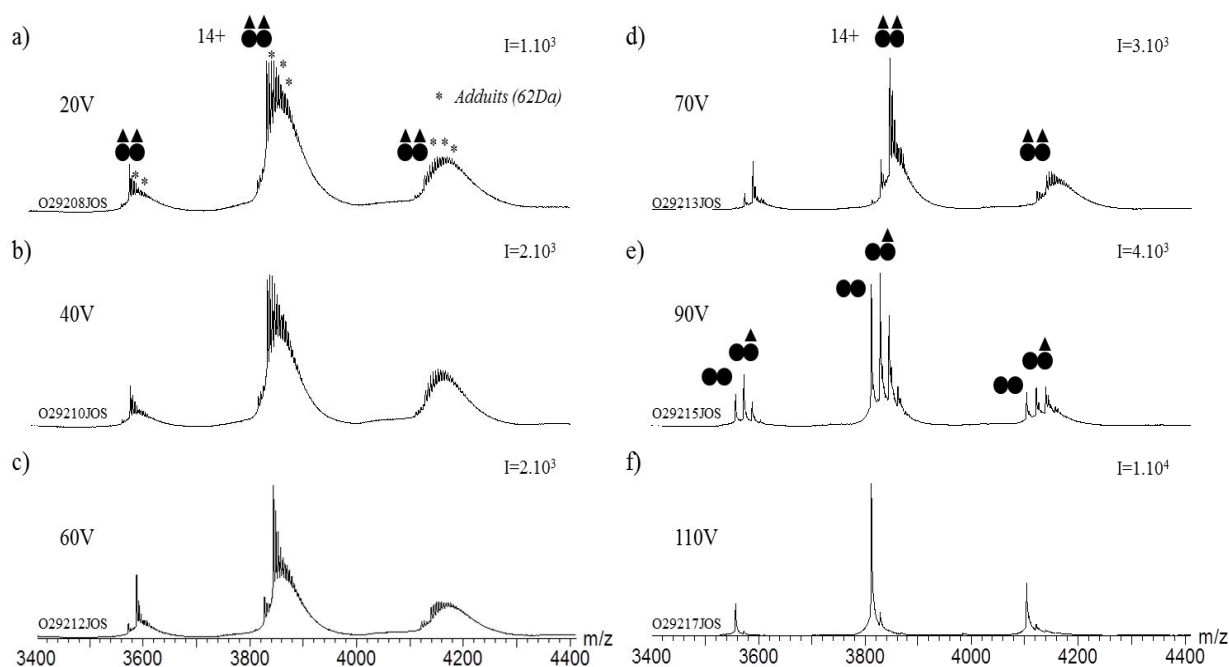 a)
14+
I=1.10³
20V
* Adduits (62Da)
* * *
* *
* * *
O29208JOS
b)
I=2.10³
40V
O29210JOS
c)
I=2.10³
60V
O29212JOS
3400 3600 3800 4000 4200 4400 m/z
d)
14+
I=3.10³
70V
O29213JOS
e)
I=4.10³
90V
O29215JOS
f)
I=1.10⁴
110V
O29217JOS
3400 3600 3800 4000 4200 4400 m/z